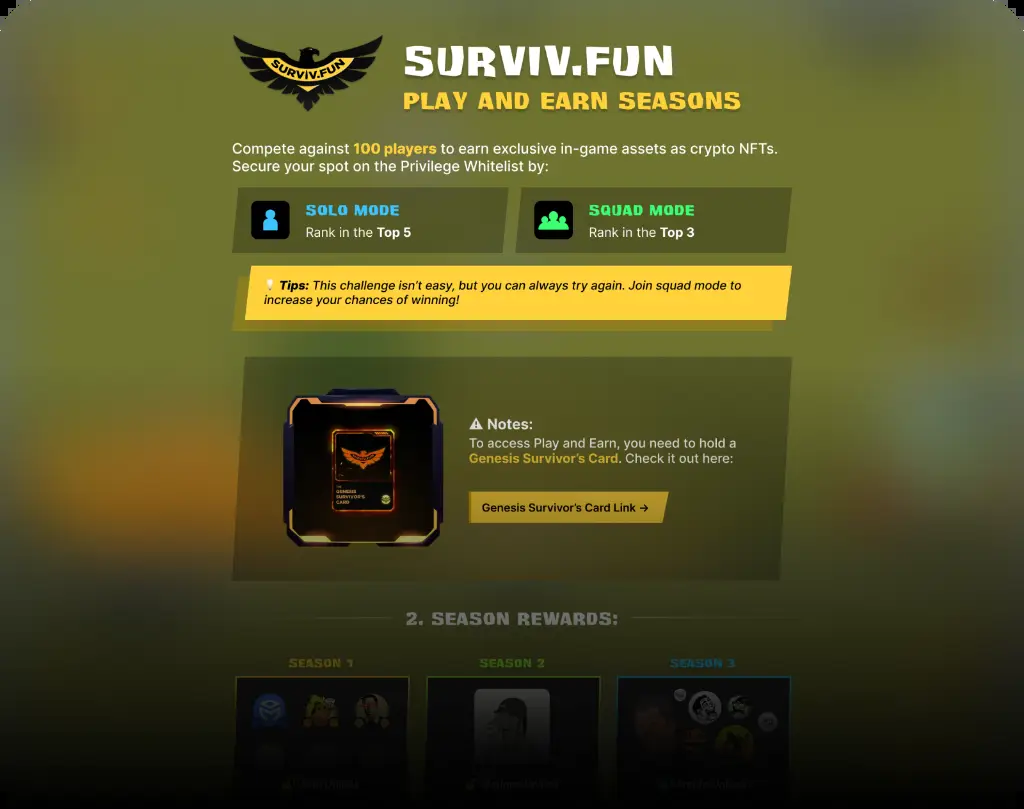 SURVIV.FUN
SURVIV.FUN
PLAY AND EARN SEASONS
Compete against 100 players to earn exclusive in-game assets as crypto NFTs.
Secure your spot on the Privilege Whitelist by:
SOLO MODE
Rank in the Top 5
SQUAD MODE
Rank in the Top 3
Tips: This challenge isn't easy, but you can always try again. Join squad mode to
increase your chances of winning!
GENESIS
SURVIVOR'S
CARD
Notes:
To access Play and Earn, you need to hold a
Genesis Survivor's Card. Check it out here:
Genesis Survivor's Card Link →
2. SEASON REWARDS:
SEASON 1
SEASON 2
SEASON 3